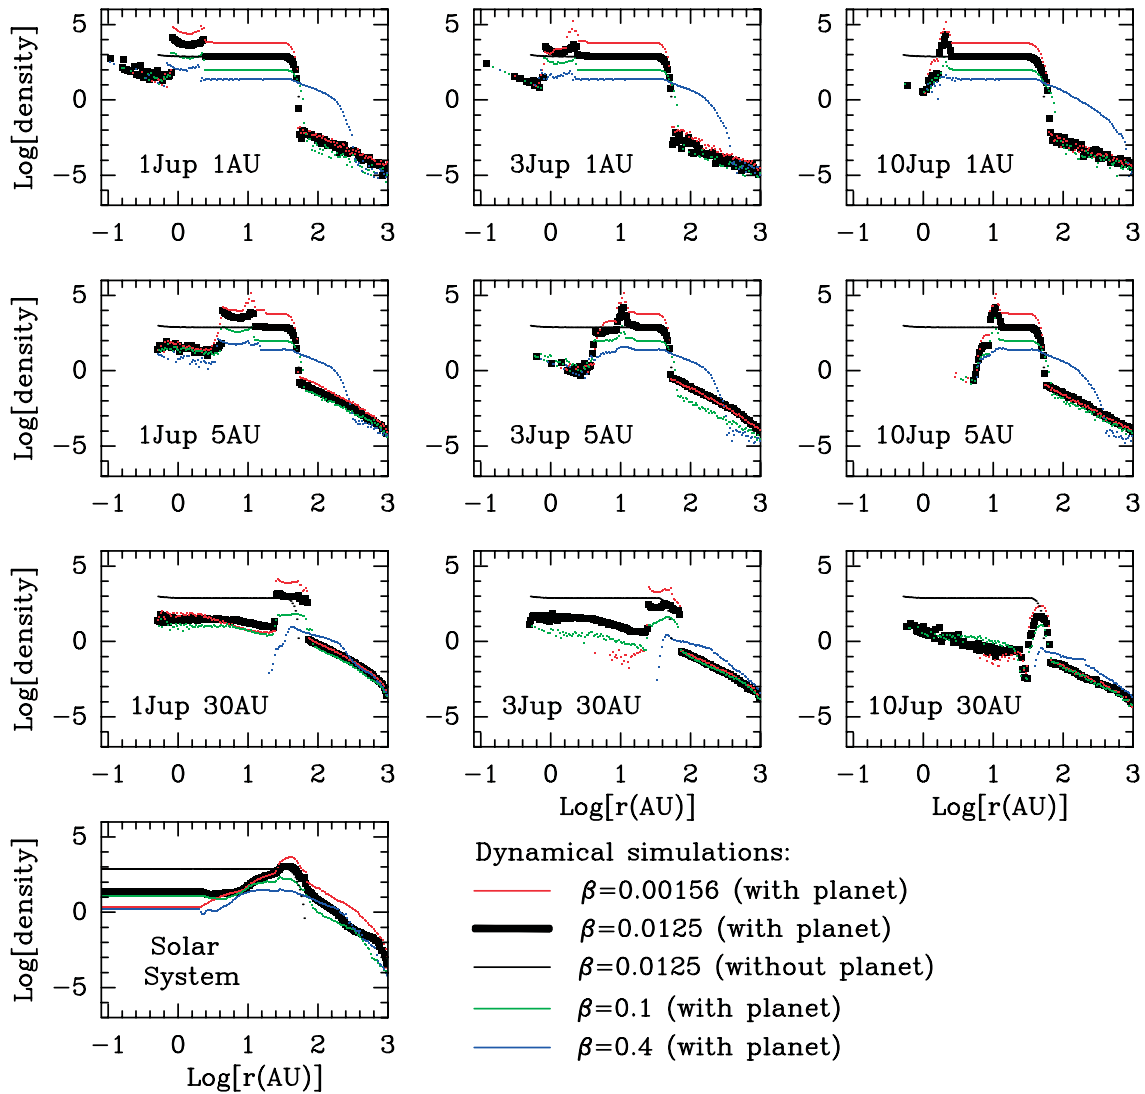 5
0
−5
Log[density]
1Jup 1AU
−1 0 1 2 3
5
0
−5
3Jup 1AU
−1 0 1 2 3
5
0
−5
10Jup 1AU
−1 0 1 2 3
5
0
−5
Log[density]
1Jup 5AU
−1 0 1 2 3
5
0
−5
3Jup 5AU
−1 0 1 2 3
5
0
−5
10Jup 5AU
−1 0 1 2 3
5
0
−5
Log[density]
1Jup 30AU
−1 0 1 2 3
5
0
−5
3Jup 30AU
−1 0 1 2 3
Log[r(AU)]
5
0
−5
10Jup 30AU
−1 0 1 2 3
Log[r(AU)]
5
0
−5
Log[density]
Solar
System
−1 0 1 2 3
Log[r(AU)]
Dynamical simulations:
β=0.00156 (with planet)
β=0.0125 (with planet)
β=0.0125 (without planet)
β=0.1 (with planet)
β=0.4 (with planet)